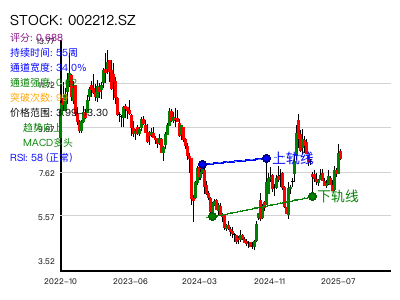 STOCK: 002212.SZ
评分: 0.688
持续时间: 55周
通道宽度: 34.0%
通道强度:
突破次数:
价格范围: 3.99-13.30
趋势向上
MACD多头
RSI: 58 (正常)
上轨线
下轨线
7.62
6.57
3.52
2022-10 2023-06 2024-03 2024-11 2025-07